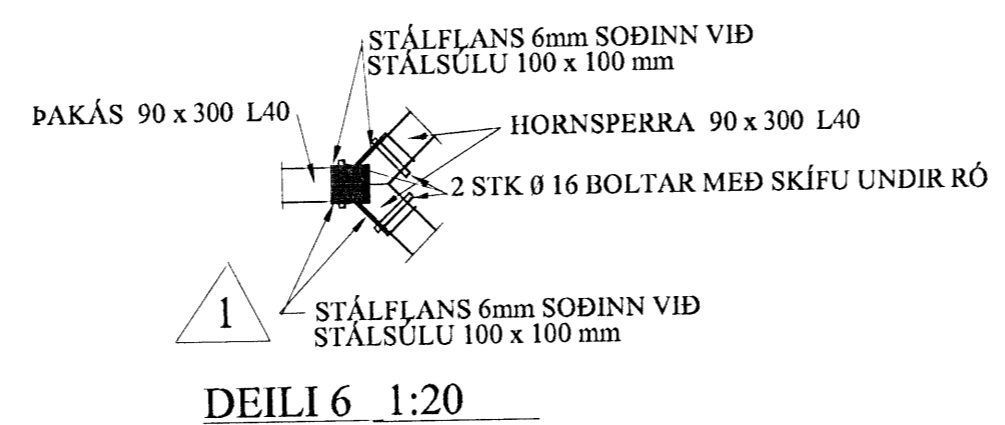 STÁLFLANS 6mm SOÐINN VIÐ
STÁLSÚLU 100 x 100 mm
ÞAKÁS 90 x 300 L40
HORNSPERRA 90 x 300 L40
2 STK Ø 16 BOLTAR MEÐ SKÍFU UNDIR RÓ
1
STÁLFLANS 6mm SOÐINN VIÐ
STÁLSÚLU 100 x 100 mm
DEILI 6 1:20